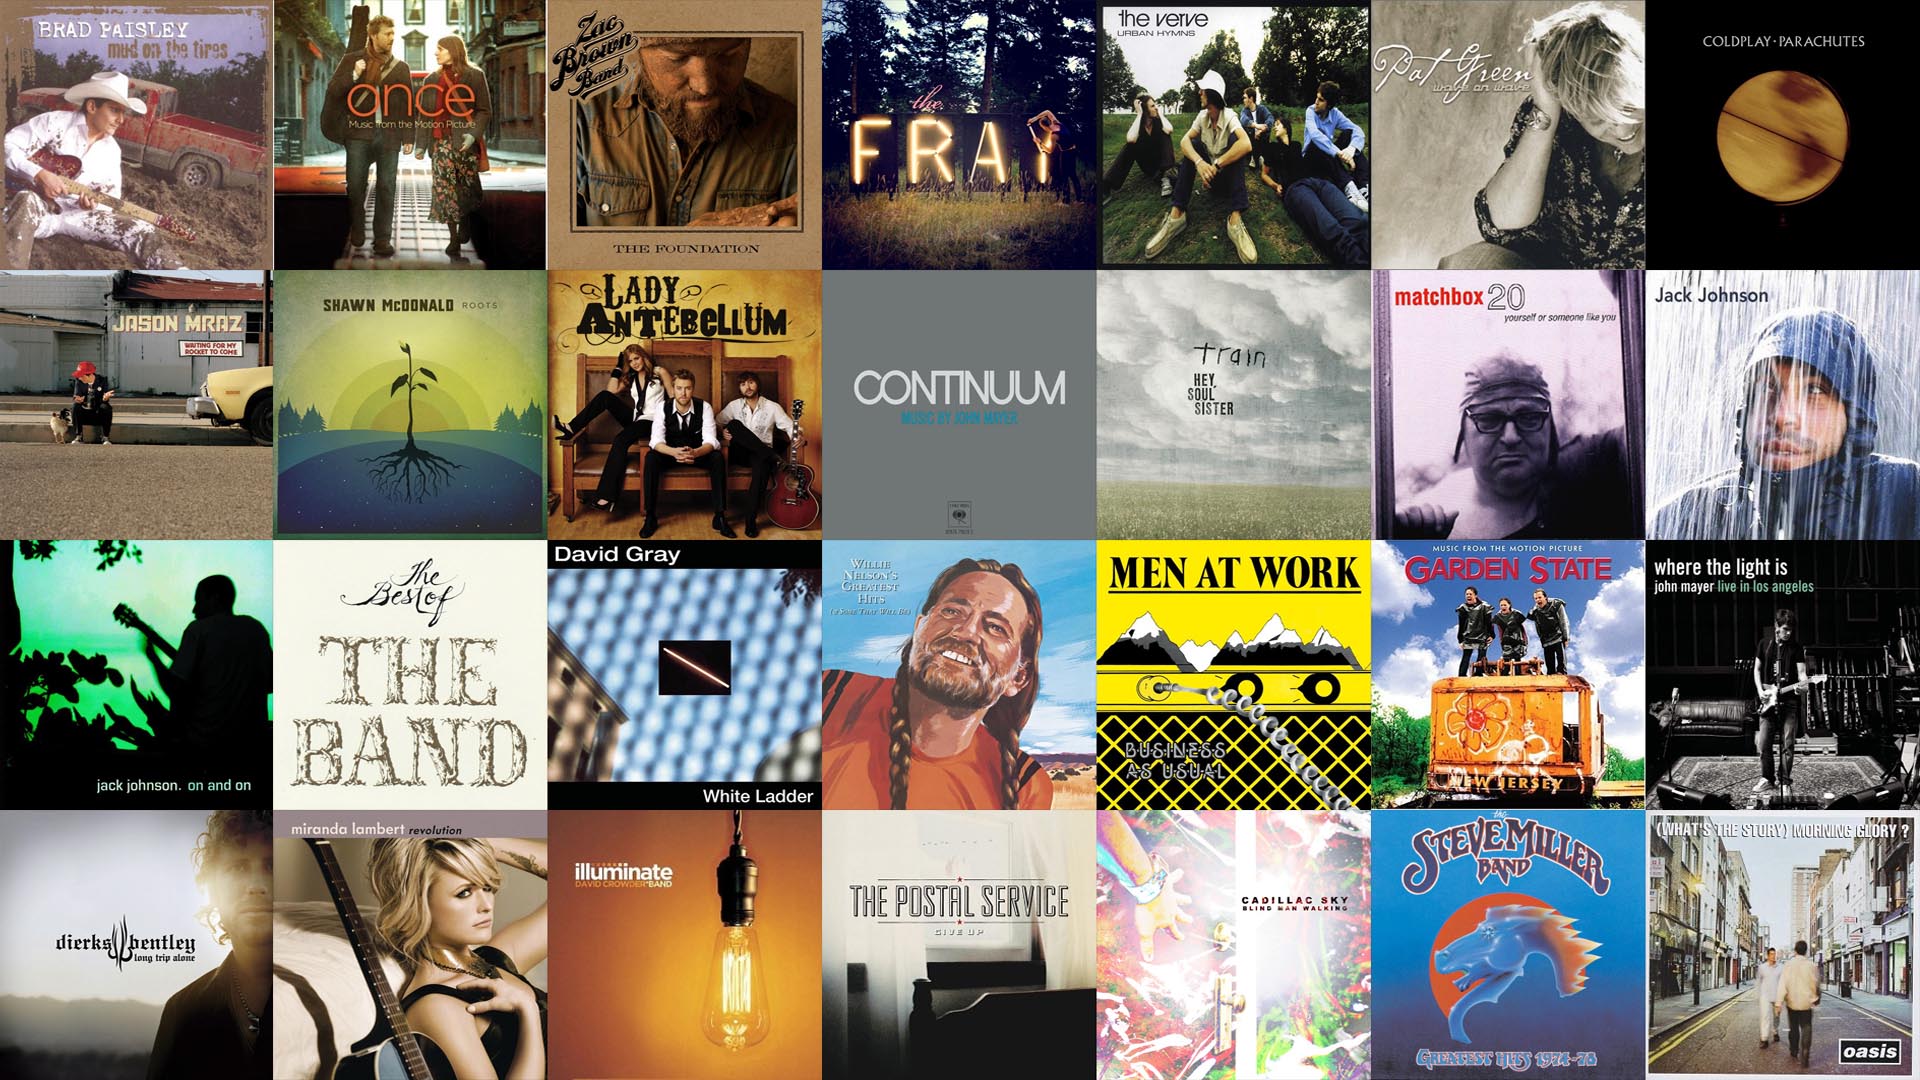 BRAD PAISLEY
mud on the tires
once
Music from the Motion Picture
Zac
Brown
Band
THE FOUNDATION
the
FRAY
the verve
URBAN HYMNS
Pat Green
wave on wave
COLDPLAY · PARACHUTES
JASON MRAZ
WAITING FOR MY
ROCKET TO COME
SHAWN McDONALD ROOTS
LADY
ANTEBELLUM
CONTINUUM
MUSIC BY JOHN MAYER
train
HEY,
SOUL
SISTER
matchbox 20
yourself or someone like you
Jack Johnson
jack johnson. on and on
The
Best of
THE
BAND
David Gray
White Ladder
WILLIE
NELSON'S
GREATEST
HITS
(& SOME THAT WILL BE)
MEN AT WORK
BUSINESS
AS USUAL
MUSIC FROM THE MOTION PICTURE
GARDEN STATE
NEW JERSEY
where the light is
john mayer live in los angeles
dierks bentley
long trip alone
miranda lambert revolution
illuminate
DAVID CROWDER*BAND
THE POSTAL SERVICE
GIVE UP
CADILLAC SKY
BLIND MAN WALKING
the
STEVE MILLER
BAND
GREATEST HITS 1974-78
(WHAT'S THE STORY) MORNING GLORY?
oasis